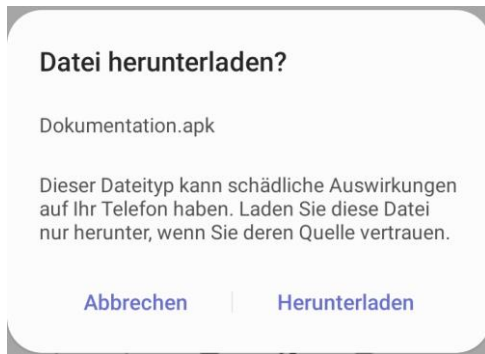 Datei herunterladen?
Dokumentation.apk
Dieser Dateityp kann schädliche Auswirkungen
auf Ihr Telefon haben. Laden Sie diese Datei
nur herunter, wenn Sie deren Quelle vertrauen.
Abbrechen Herunterladen